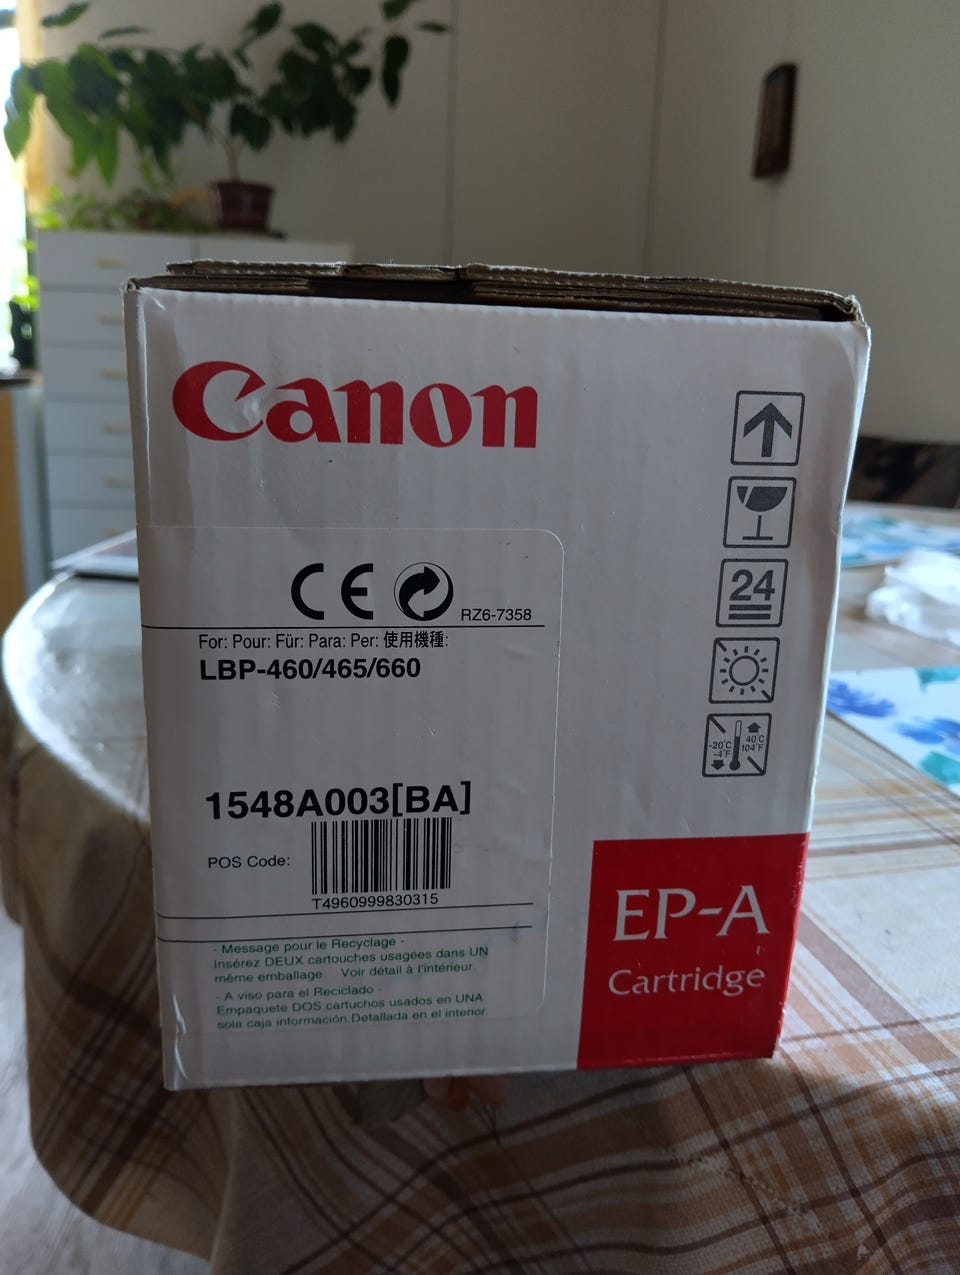 Canon
24
-20°C
-4°F
40°C
104°F
CE
RZ6-7358
For: Pour: Für: Para: Per: 使用機種:
LBP-460/465/660
1548A003[BA]
POS Code:
T4960999830315
- Message pour le Recyclage -
Insérez DEUX cartouches usagées dans UN
même emballage. Voir détail à l'intérieur
- A viso para el Reciclado -
Empaquete DOS cartuchos usados en UNA
sola caja información.Detallada en el interior.
EP-A
Cartridge